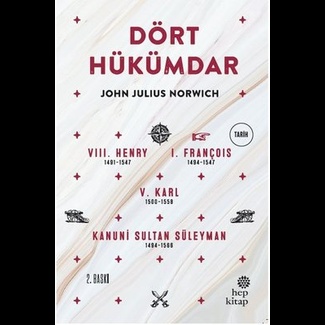 DÖRT
HÜKÜMDAR
JOHN JULIUS NORWICH
TARİH
VIII. HENRY
I. FRANÇOIS
1491-1547
1494-1547
V. KARL
1500-1558
KANUNİ SULTAN SÜLEYMAN
1494-1566
2. BASKI
hep
kitap